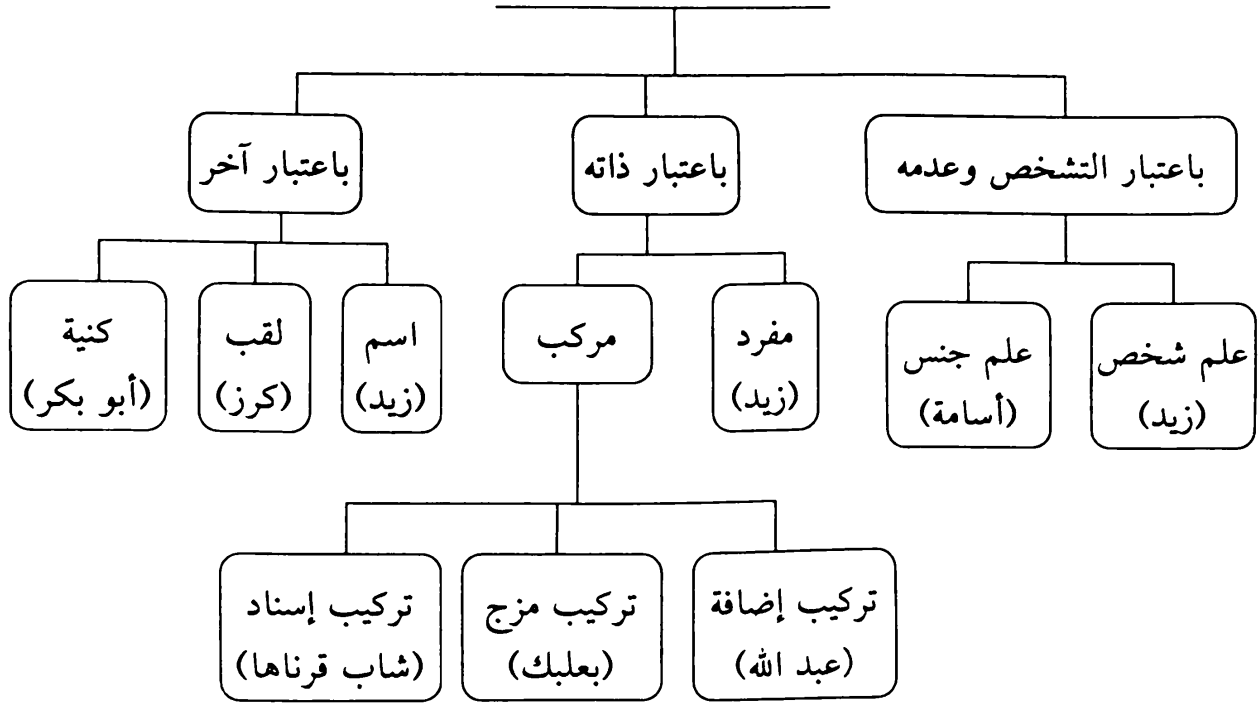 باعتبار التشخص وعدمه
باعتبار ذاته
باعتبار آخر
علم شخص
(زيد)
علم جنس
(أسامة)
مفرد
(زيد)
مركب
اسم
(زيد)
لقب
(كرز)
كنية
(أبو بكر)
تركيب إضافة
(عبد الله)
تركيب مزج
(بعلبك)
تركيب إسناد
(شاب قرناها)